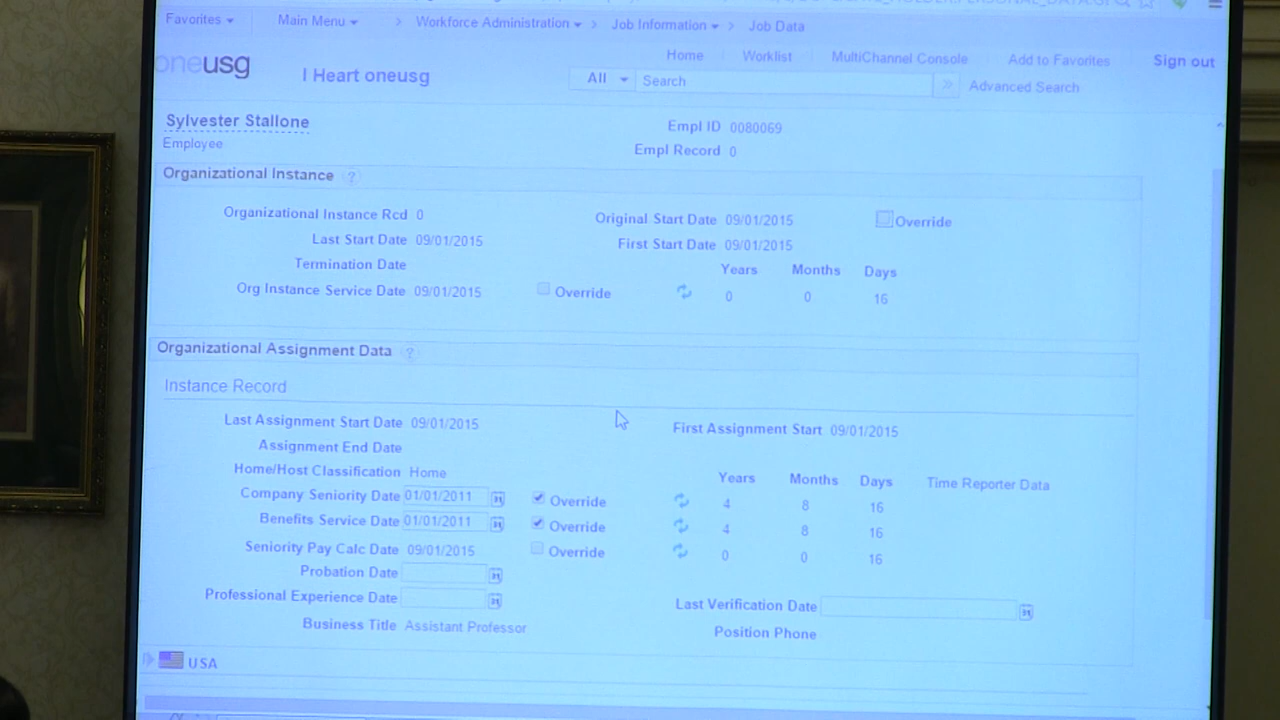 Favorites Main Menu > Workforce Administration > Job Information > Job Data
Home Worklist MultiChannel Console Add to Favorites Sign out
oneusg I Heart oneusg All Search » Advanced Search
Sylvester Stallone Empl ID 0080069
Employee Empl Record 0
Organizational Instance ?
Organizational Instance Rcd 0 Original Start Date 09/01/2015 Override
Last Start Date 09/01/2015 First Start Date 09/01/2015
Termination Date Years Months Days
Org Instance Service Date 09/01/2015 Override 0 0 16
Organizational Assignment Data ?
Instance Record
Last Assignment Start Date 09/01/2015 First Assignment Start 09/01/2015
Assignment End Date
Home/Host Classification Home Years Months Days Time Reporter Data
Company Seniority Date 01/01/2011 31 Override 4 8 16
Benefits Service Date 01/01/2011 31 Override 4 8 16
Seniority Pay Calc Date 09/01/2015 Override 0 0 16
Probation Date 31
Professional Experience Date 31 Last Verification Date 31
Business Title Assistant Professor Position Phone
USA